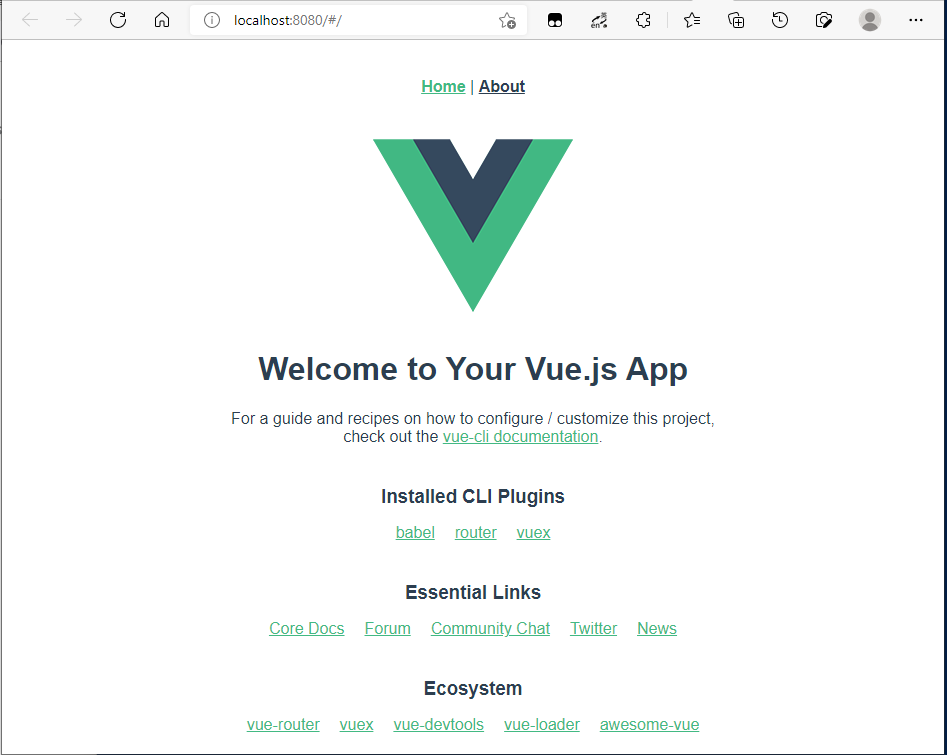 localhost:8080/#/
Home | About
Welcome to Your Vue.js App
For a guide and recipes on how to configure / customize this project,
check out the vue-cli documentation.
Installed CLI Plugins
babel router vuex
Essential Links
Core Docs Forum Community Chat Twitter News
Ecosystem
vue-router vuex vue-devtools vue-loader awesome-vue